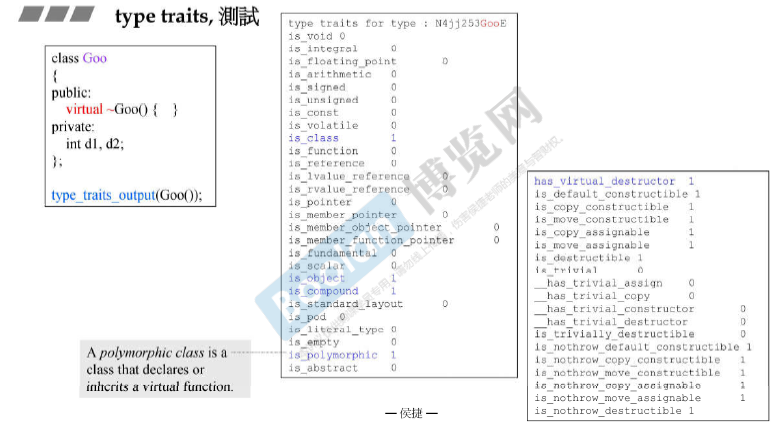 type traits, 測試
class Goo
{
public:
virtual ~Goo() { }
private:
int d1, d2;
};
type_traits_output(Goo());
type traits for type : N4jj253GooE
is_void 0
is_integral 0
is_floating_point 0
is_arithmetic 0
is_signed 0
is_unsigned 0
is_const 0
is_volatile 0
is_class 1
is_function 0
is_reference 0
is_lvalue_reference 0
is_rvalue_reference 0
is_pointer 0
is_member_pointer 0
is_member_object_pointer 0
is_member_function_pointer 0
is_fundamental 0
is_scalar 0
is_object 1
is_compound 1
is_standard_layout 0
is_pod 0
is_literal_type 0
is_empty 0
is_polymorphic 1
is_abstract 0
A polymorphic class is a
class that declares or
inherits a virtual function.
has_virtual_destructor 1
is_default_constructible 1
is_copy_constructible 1
is_move_constructible 1
is_copy_assignable 1
is_move_assignable 1
is_destructible 1
is_trivial 0
__has_trivial_assign 0
__has_trivial_copy 0
__has_trivial_constructor 0
__has_trivial_destructor 0
is_trivially_destructible 0
is_nothrow_default_constructible 1
is_nothrow_copy_constructible 1
is_nothrow_move_constructible 1
is_nothrow_copy_assignable 1
is_nothrow_move_assignable 1
is_nothrow_destructible 1
— 侯捷 —
Boolan
博览网